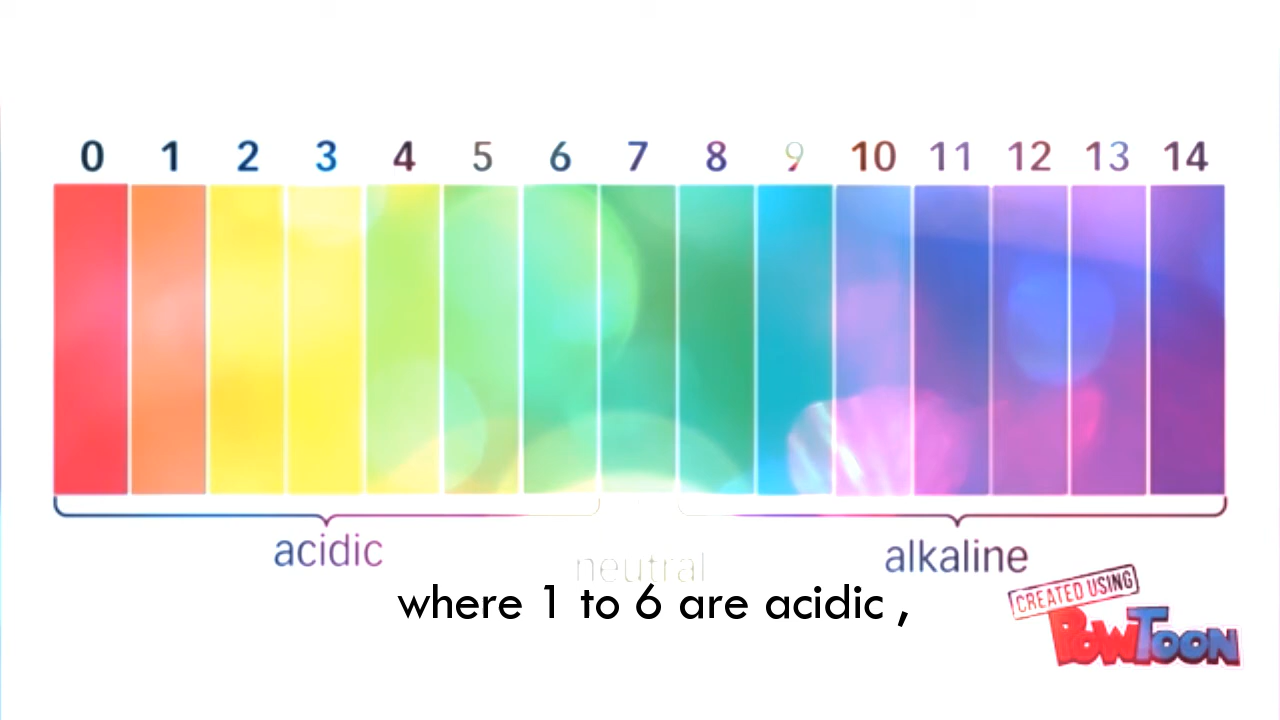 0 1 2 3 4 5 6 7 8 9 10 11 12 13 14
acidic
neutral
alkaline
where 1 to 6 are acidic ,
CREATED USING
POWTOON